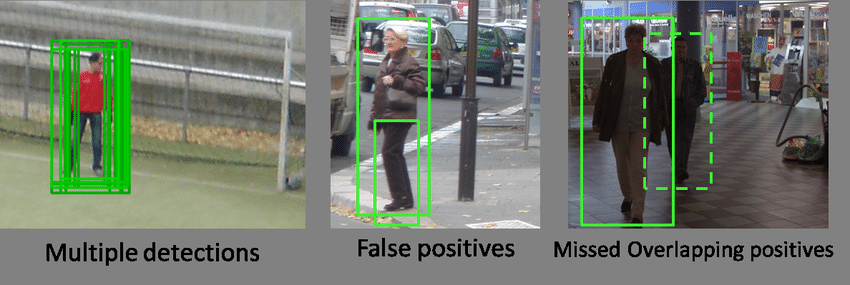 Multiple detections
False positives
Missed Overlapping positives